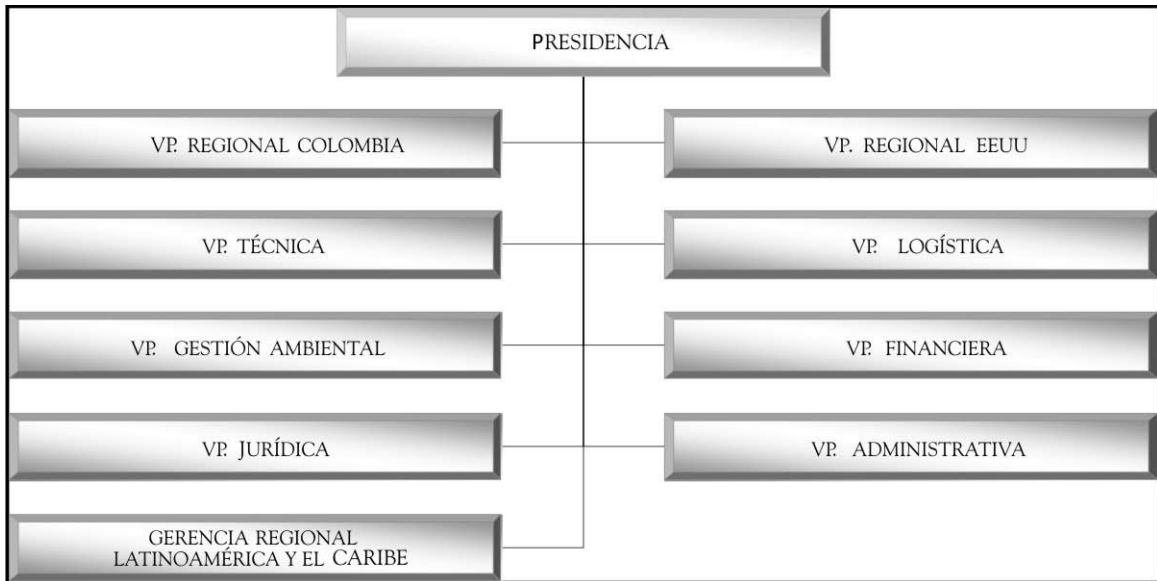 PRESIDENCIA
VP. REGIONAL COLOMBIA
VP. REGIONAL EEUU
VP. TÉCNICA
VP. LOGÍSTICA
VP. GESTIÓN AMBIENTAL
VP. FINANCIERA
VP. JURÍDICA
VP. ADMINISTRATIVA
GERENCIA REGIONAL
LATINOAMÉRICA Y EL CARIBE